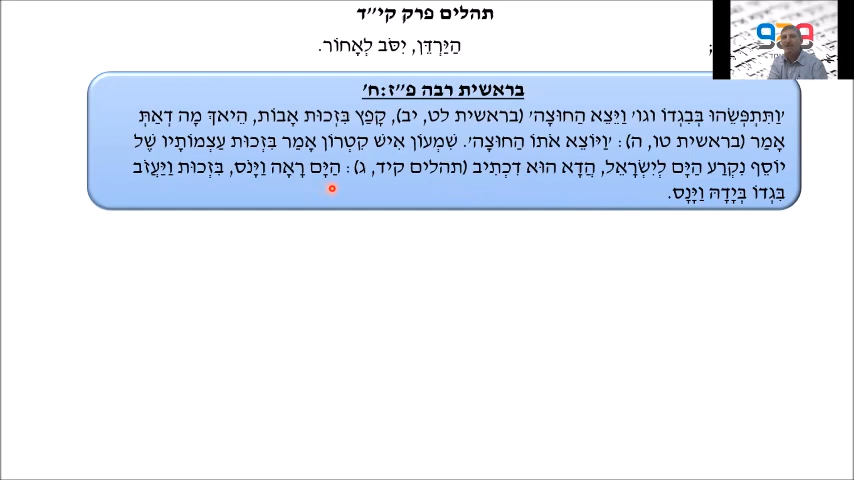 תהלים פרק קי״ד
הַיַּרְדֵּן, יִסֹּב לְאָחוֹר.
בראשית רבה פ״ז:ח'
'וַתִּתְפְּשֵׂהוּ בְּבִגְדוֹ וגו' וַיֵּצֵא הַחוּצָה' (בראשית לט, יב), קָפַץ בִּזְכוּת אָבוֹת, הֵיאךְ מָה דְאַתְּ
אָמַר (בראשית טו, ה): 'וַיּוֹצֵא אֹתוֹ הַחוּצָה'. שִׁמְעוֹן אִישׁ קִטְרוֹן אָמַר בִּזְכוּת עַצְמוֹתָיו שֶׁל
יוֹסֵף נִקְרַע הַיָּם לְיִשְׂרָאֵל, הֲדָא הוּא דִכְתִיב (תהלים קיד, ג): הַיָּם רָאָה וַיָּנֹס, בִּזְכוּת וַיַּעֲזֹב
בִּגְדוֹ בְּיָדָהּ וַיָּנָס.
929